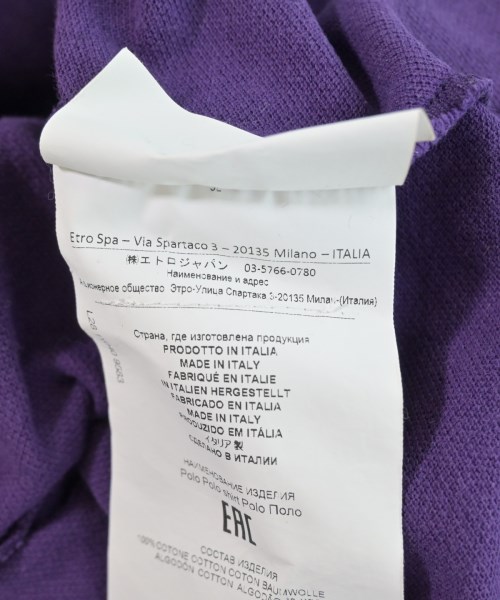 Etro Spa – Via Spartaco 3 – 20135 Milano – ITALIA
㈱エトロジャパン 03-5766-0780
Наименование и адрес
общество Этро-Улица Спартака 3-20135 Милан-(Италия)
Страна, где изготовлена продукция
PRODOTTO IN ITALIA
MADE IN ITALY
FABRIQUÉ EN ITALIE
IN ITALIEN HERGESTELLT
FABRICADO EN ITALIA
MADE IN ITALY
PRODUZIDO EM ITÁLIA
イタリア製
СДЕЛАНО В ИТАЛИИ
НАИМЕНОВАНИЕ ИЗДЕЛИЯ
Polo Polo-shirt Polo Поло
EAC
СОСТАВ ИЗДЕЛИЯ
100% COTONE COTTON COTON BAUMWOLLE
ALGODÓN COTTON